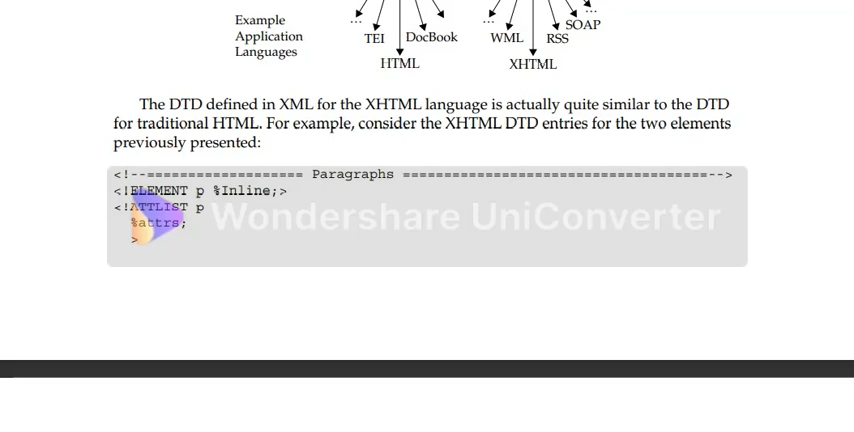 ... ... ...
Example SOAP
Application TEI DocBook WML RSS
Languages
HTML XHTML
The DTD defined in XML for the XHTML language is actually quite similar to the DTD
for traditional HTML. For example, consider the XHTML DTD entries for the two elements
previously presented:
<!--=================== Paragraphs =====================================-->
<!ELEMENT p %Inline;>
<!ATTLIST p
Wondershare UniConverter
%attrs;
>